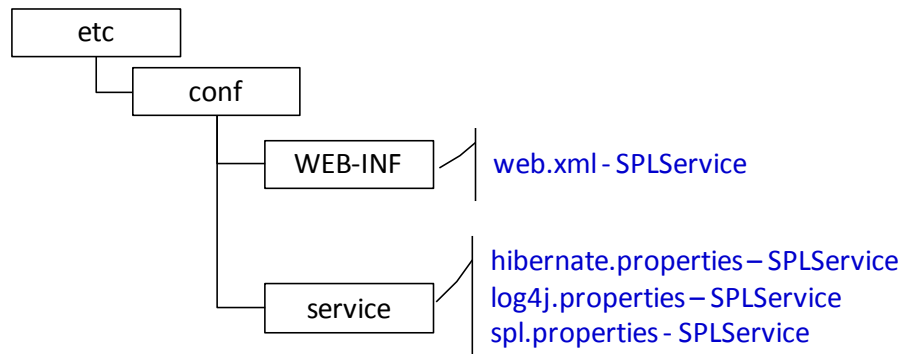 etc
conf
WEB-INF
web.xml - SPLService
hibernate.properties – SPLService
log4j.properties – SPLService
service
spl.properties - SPLService